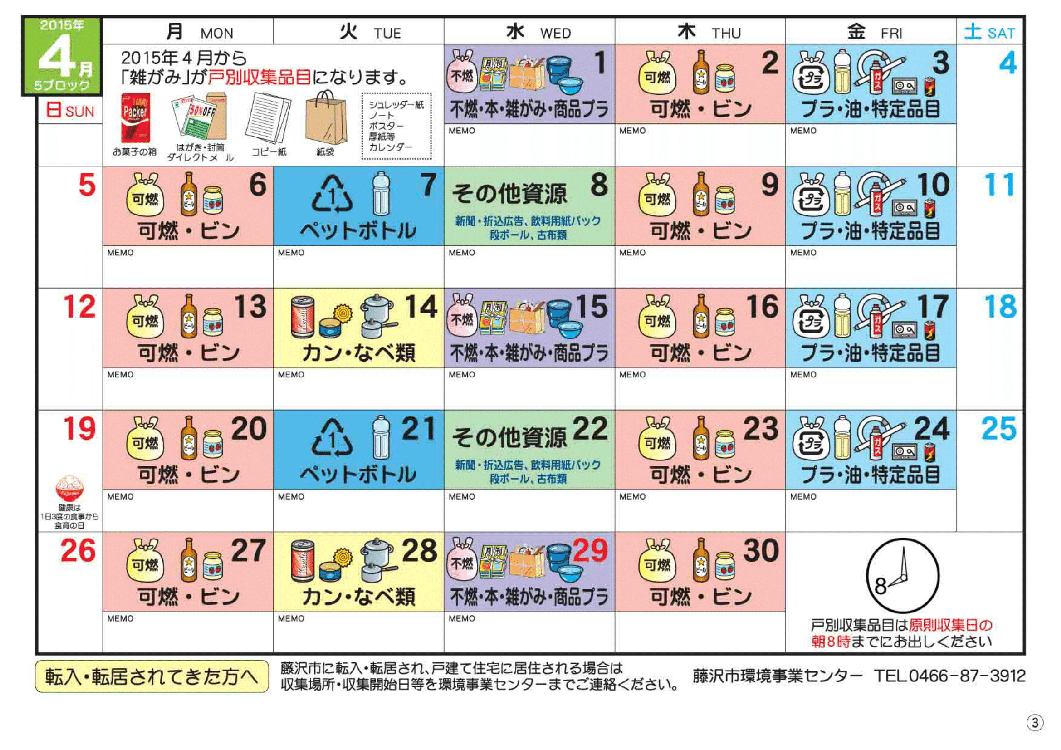 2015年
4月
5ブロック
月 MON
火 TUE
水 WED
木 THU
金 FRI
土 SAT
日 SUN
2015年4月から
「雑がみ」が戸別収集品目になります。
お菓子の箱
はがき・封筒
ダイレクトメール
コピー紙
紙袋
シュレッダー紙
ノート
ポスター
厚紙等
カレンダー
不燃
1
不燃・本・雑がみ・商品プラ
MEMO
可燃
2
可燃・ビン
MEMO
プラ
ガス
3
プラ・油・特定品目
MEMO
4
5
可燃
6
可燃・ビン
MEMO
1
7
ペットボトル
MEMO
その他資源
8
新聞・折込広告、飲料用紙パック
段ボール、古布類
MEMO
可燃
9
可燃・ビン
MEMO
プラ
ガス
10
プラ・油・特定品目
MEMO
11
12
可燃
13
可燃・ビン
MEMO
14
カン・なべ類
MEMO
不燃
15
不燃・本・雑がみ・商品プラ
MEMO
可燃
16
可燃・ビン
MEMO
プラ
ガス
17
プラ・油・特定品目
MEMO
18
19
健康は
1日3度の食事から
食育の日
可燃
20
可燃・ビン
MEMO
1
21
ペットボトル
MEMO
その他資源
22
新聞・折込広告、飲料用紙パック
段ボール、古布類
MEMO
可燃
23
可燃・ビン
MEMO
プラ
ガス
24
プラ・油・特定品目
MEMO
25
26
可燃
27
可燃・ビン
MEMO
28
カン・なべ類
MEMO
不燃
29
不燃・本・雑がみ・商品プラ
MEMO
可燃
30
可燃・ビン
MEMO
8
戸別収集品目は原則収集日の
朝8時までにお出しください
転入・転居されてきた方へ
藤沢市に転入・転居され、戸建て住宅に居住される場合は
収集場所・収集開始日等を環境事業センターまでご連絡ください。
藤沢市環境事業センター TEL0466-87-3912
③